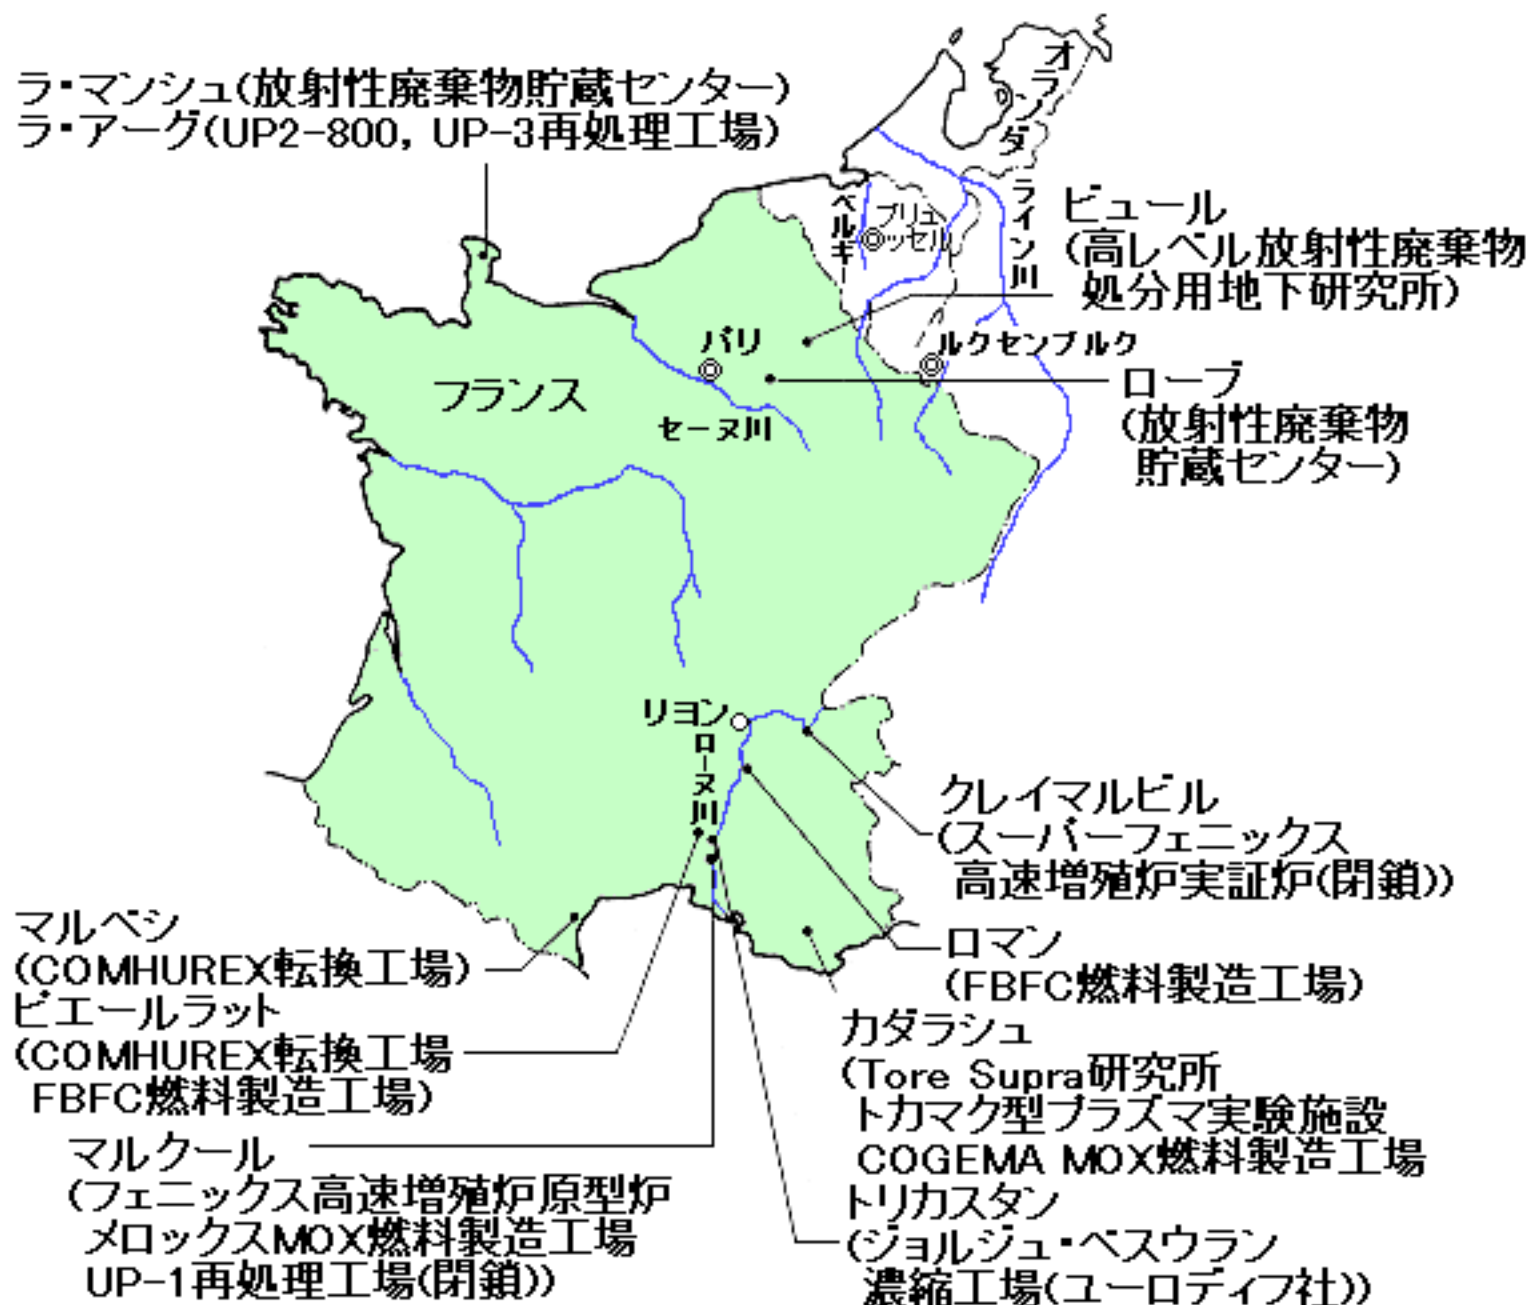 ラ・マンシュ(放射性廃棄物貯蔵センター)
ラ・アーグ(UP2-800, UP-3再処理工場)
オランダ
ベルギー
ブリュ
ッセル
ライン川
ビュール
(高レベル放射性廃棄物
処分用地下研究所)
パリ
ルクセンブルク
フランス
ローブ
セーヌ川
(放射性廃棄物
貯蔵センター)
リヨン
ローヌ川
クレイマルビル
(スーパーフェニックス
高速増殖炉実証炉(閉鎖))
マルベシ
(COMHUREX転換工場)
ロマン
(FBFC燃料製造工場)
ピエールラット
(COMHUREX転換工場
FBFC燃料製造工場)
カダラシュ
(Tore Supra研究所
トカマク型プラズマ実験施設
COGEMA MOX燃料製造工場
マルクール
(フェニックス高速増殖炉原型炉
メロックスMOX燃料製造工場
UP-1再処理工場(閉鎖))
トリカスタン
(ジョルジュ・ベスウラン
濃縮工場(ユーロディフ社))